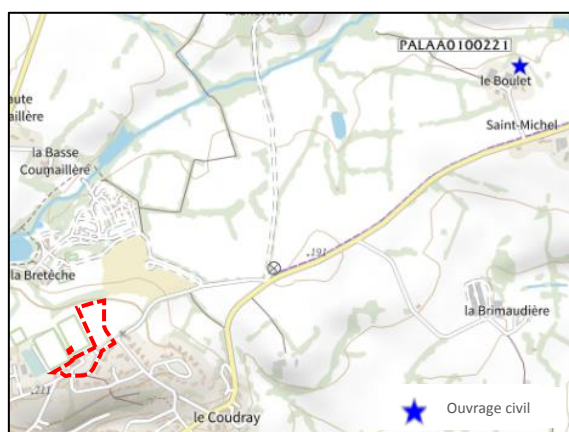 PALAA0100221
le Boulet
Saint-Michel
aute
aillère
la Basse
Coumaillère
la Bretèche
.191
la Brimaudière
.211
le Coudray
Ouvrage civil